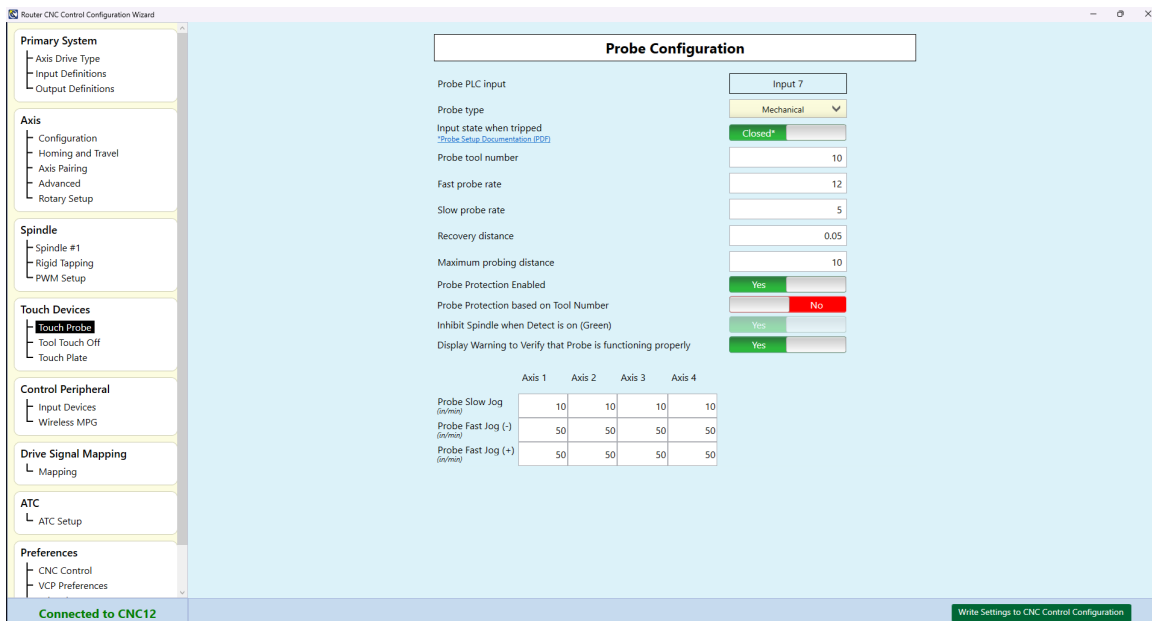 Router CNC Control Configuration Wizard
Primary System
Axis Drive Type
Input Definitions
Output Definitions
Axis
Configuration
Homing and Travel
Axis Pairing
Advanced
Rotary Setup
Spindle
Spindle #1
Rigid Tapping
PWM Setup
Touch Devices
Touch Probe
Tool Touch Off
Touch Plate
Control Peripheral
Input Devices
Wireless MPG
Drive Signal Mapping
Mapping
ATC
ATC Setup
Preferences
CNC Control
VCP Preferences
Connected to CNC12
Probe Configuration
Probe PLC input Input 7
Probe type Mechanical
Input state when tripped Closed*
*Probe Setup Documentation (PDF)
Probe tool number 10
Fast probe rate 12
Slow probe rate 5
Recovery distance 0.05
Maximum probing distance 10
Probe Protection Enabled Yes
Probe Protection based on Tool Number No
Inhibit Spindle when Detect is on (Green) Yes
Display Warning to Verify that Probe is functioning properly Yes
Axis 1 Axis 2 Axis 3 Axis 4
Probe Slow Jog 10 10 10 10
(in/min)
Probe Fast Jog (-) 50 50 50 50
(in/min)
Probe Fast Jog (+) 50 50 50 50
(in/min)
Write Settings to CNC Control Configuration